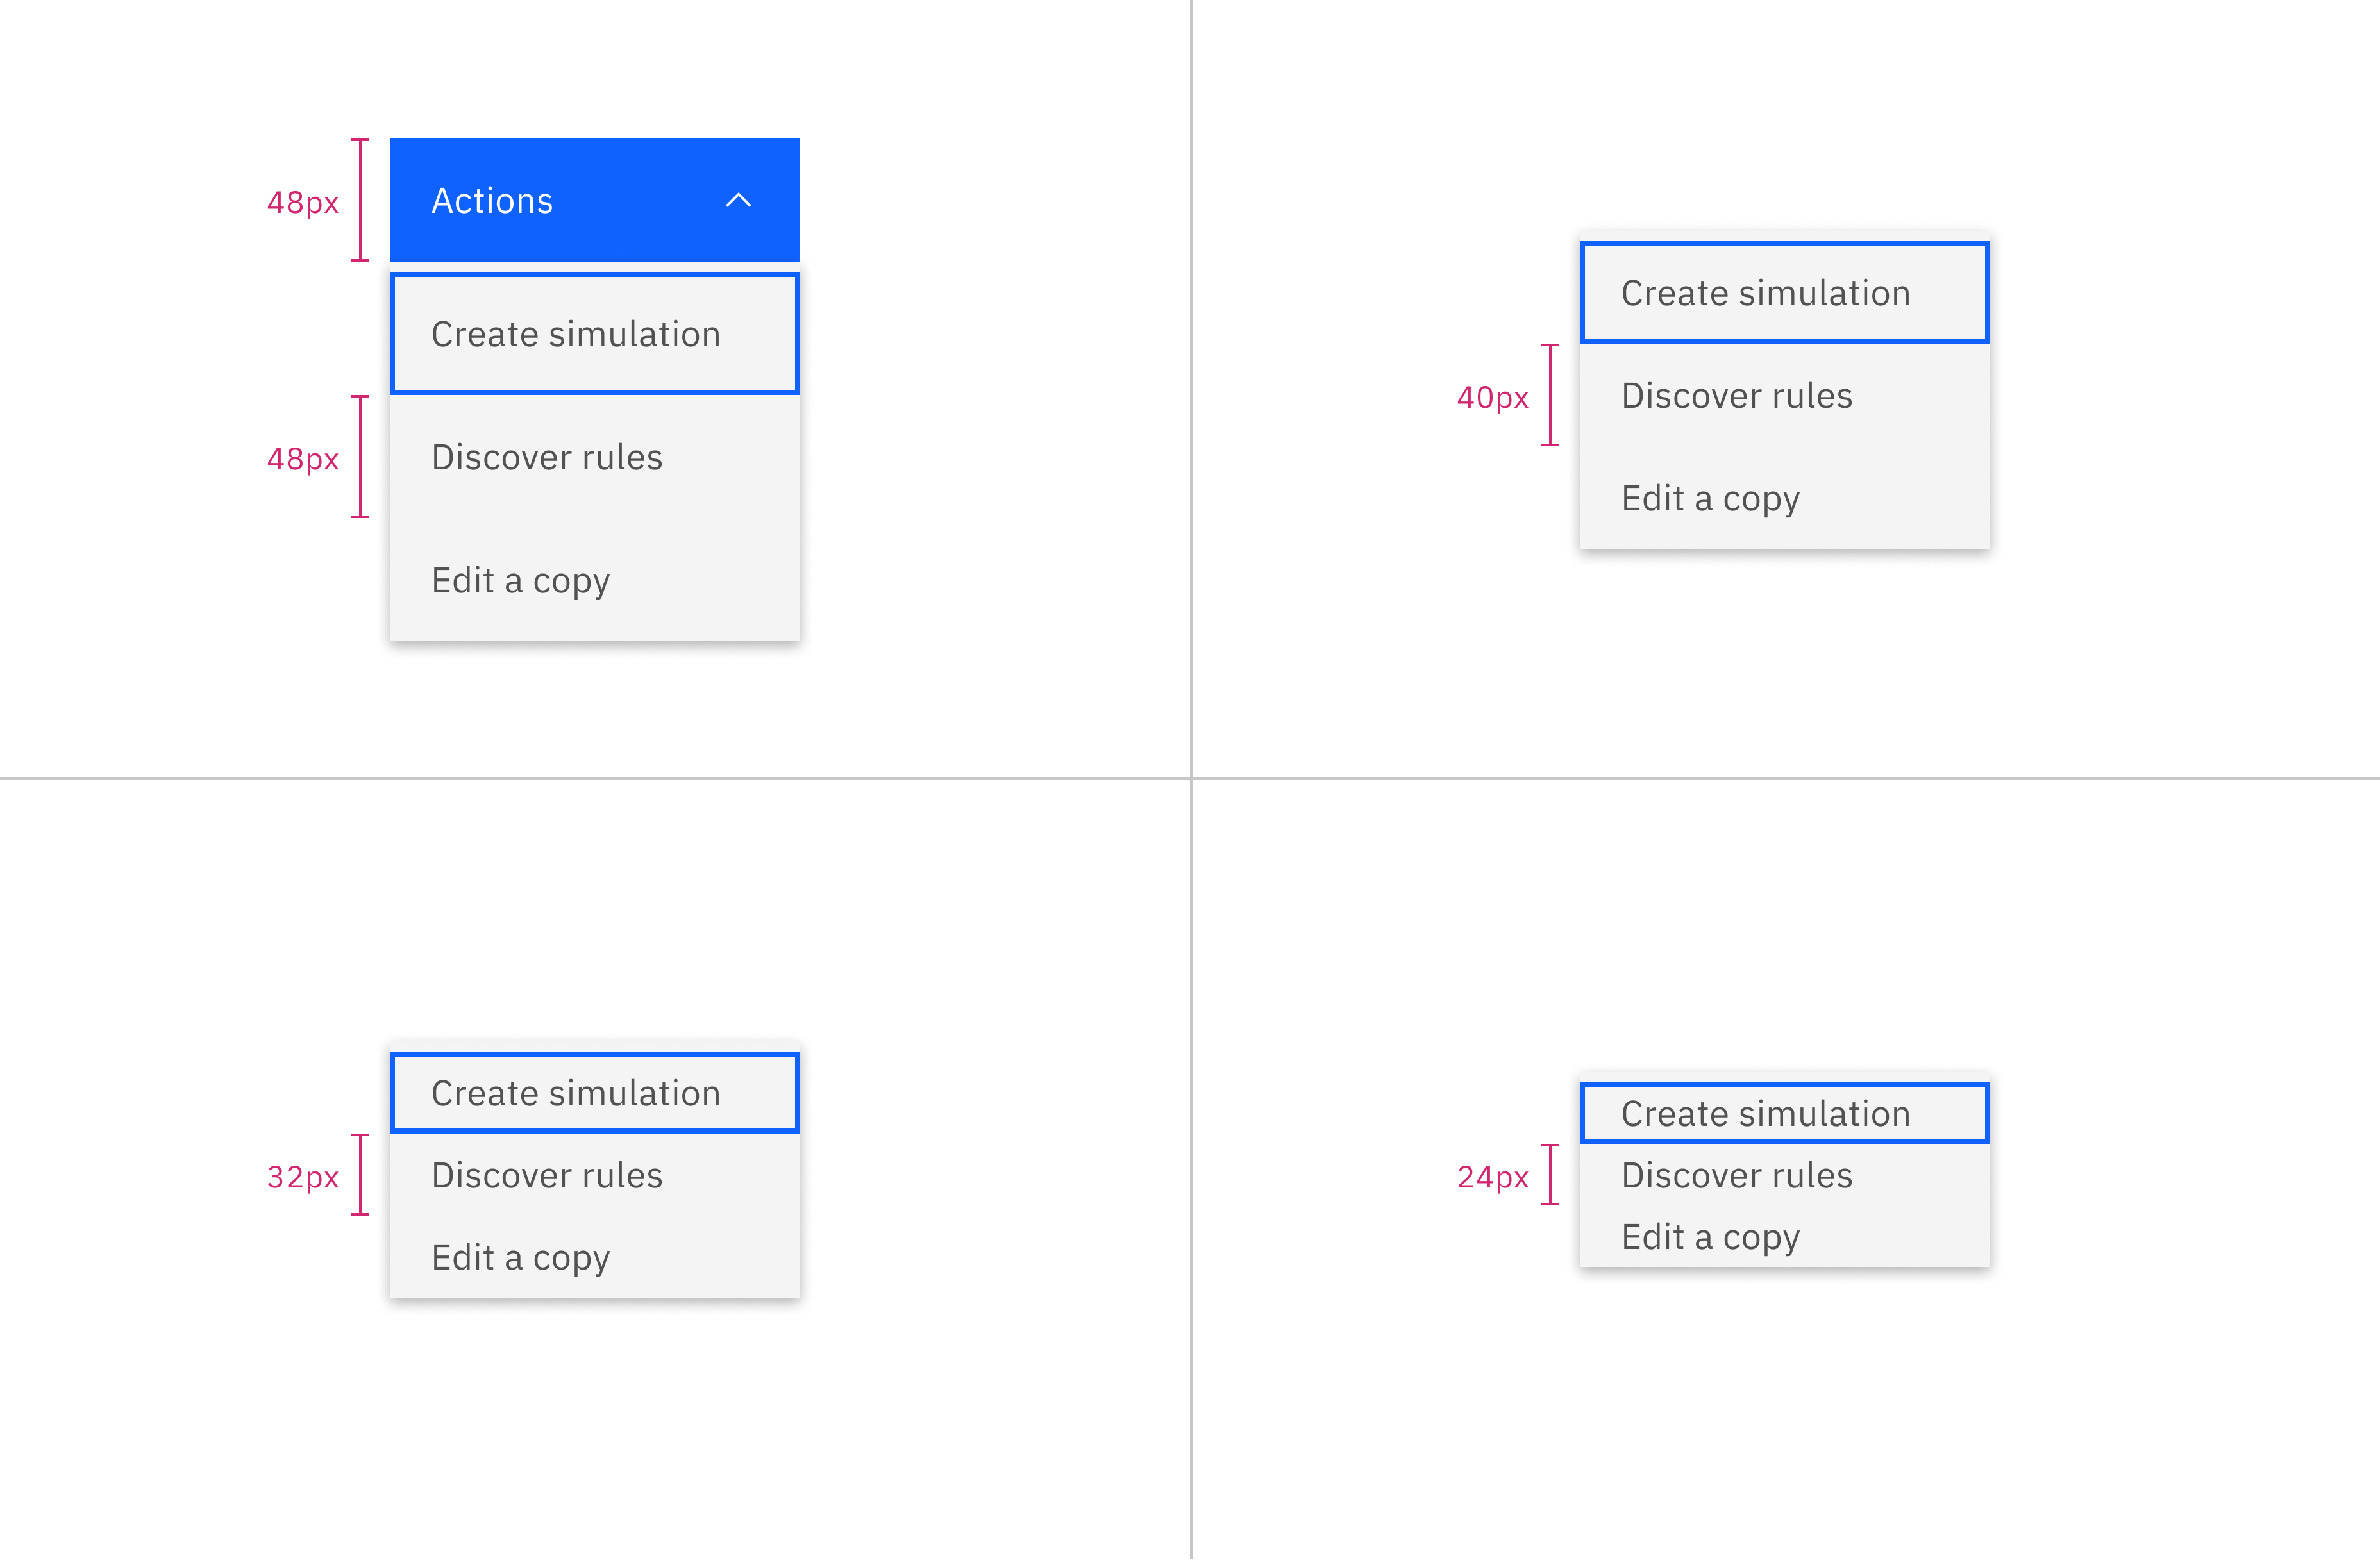 48px
Actions
Create simulation
48px
Discover rules
Edit a copy
Create simulation
40px
Discover rules
Edit a copy
Create simulation
32px
Discover rules
Edit a copy
Create simulation
24px
Discover rules
Edit a copy